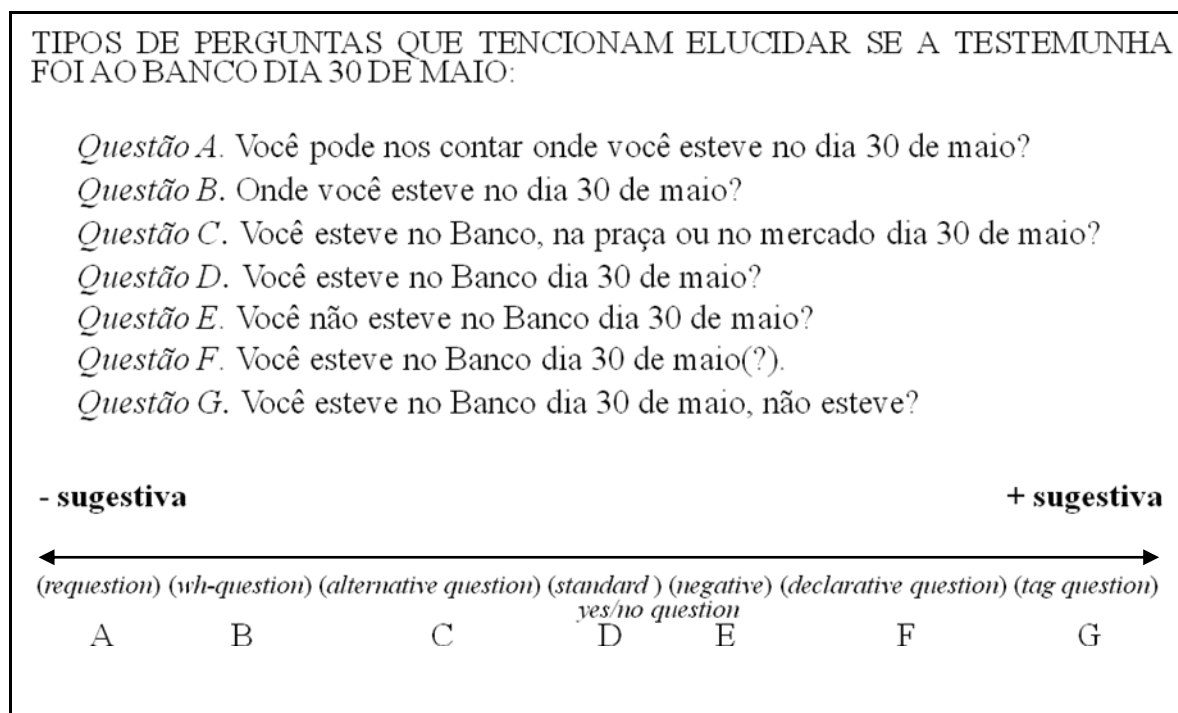 TIPOS DE PERGUNTAS QUE TENCIONAM ELUCIDAR SE A TESTEMUNHA
FOI AO BANCO DIA 30 DE MAIO:
Questão A. Você pode nos contar onde você esteve no dia 30 de maio?
Questão B. Onde você esteve no dia 30 de maio?
Questão C. Você esteve no Banco, na praça ou no mercado dia 30 de maio?
Questão D. Você esteve no Banco dia 30 de maio?
Questão E. Você não esteve no Banco dia 30 de maio?
Questão F. Você esteve no Banco dia 30 de maio(?).
Questão G. Você esteve no Banco dia 30 de maio, não esteve?
- sugestiva + sugestiva
(requestion) (wh-question) (alternative question) (standard ) (negative) (declarative question) (tag question)
yes/no question
A B C D E F G